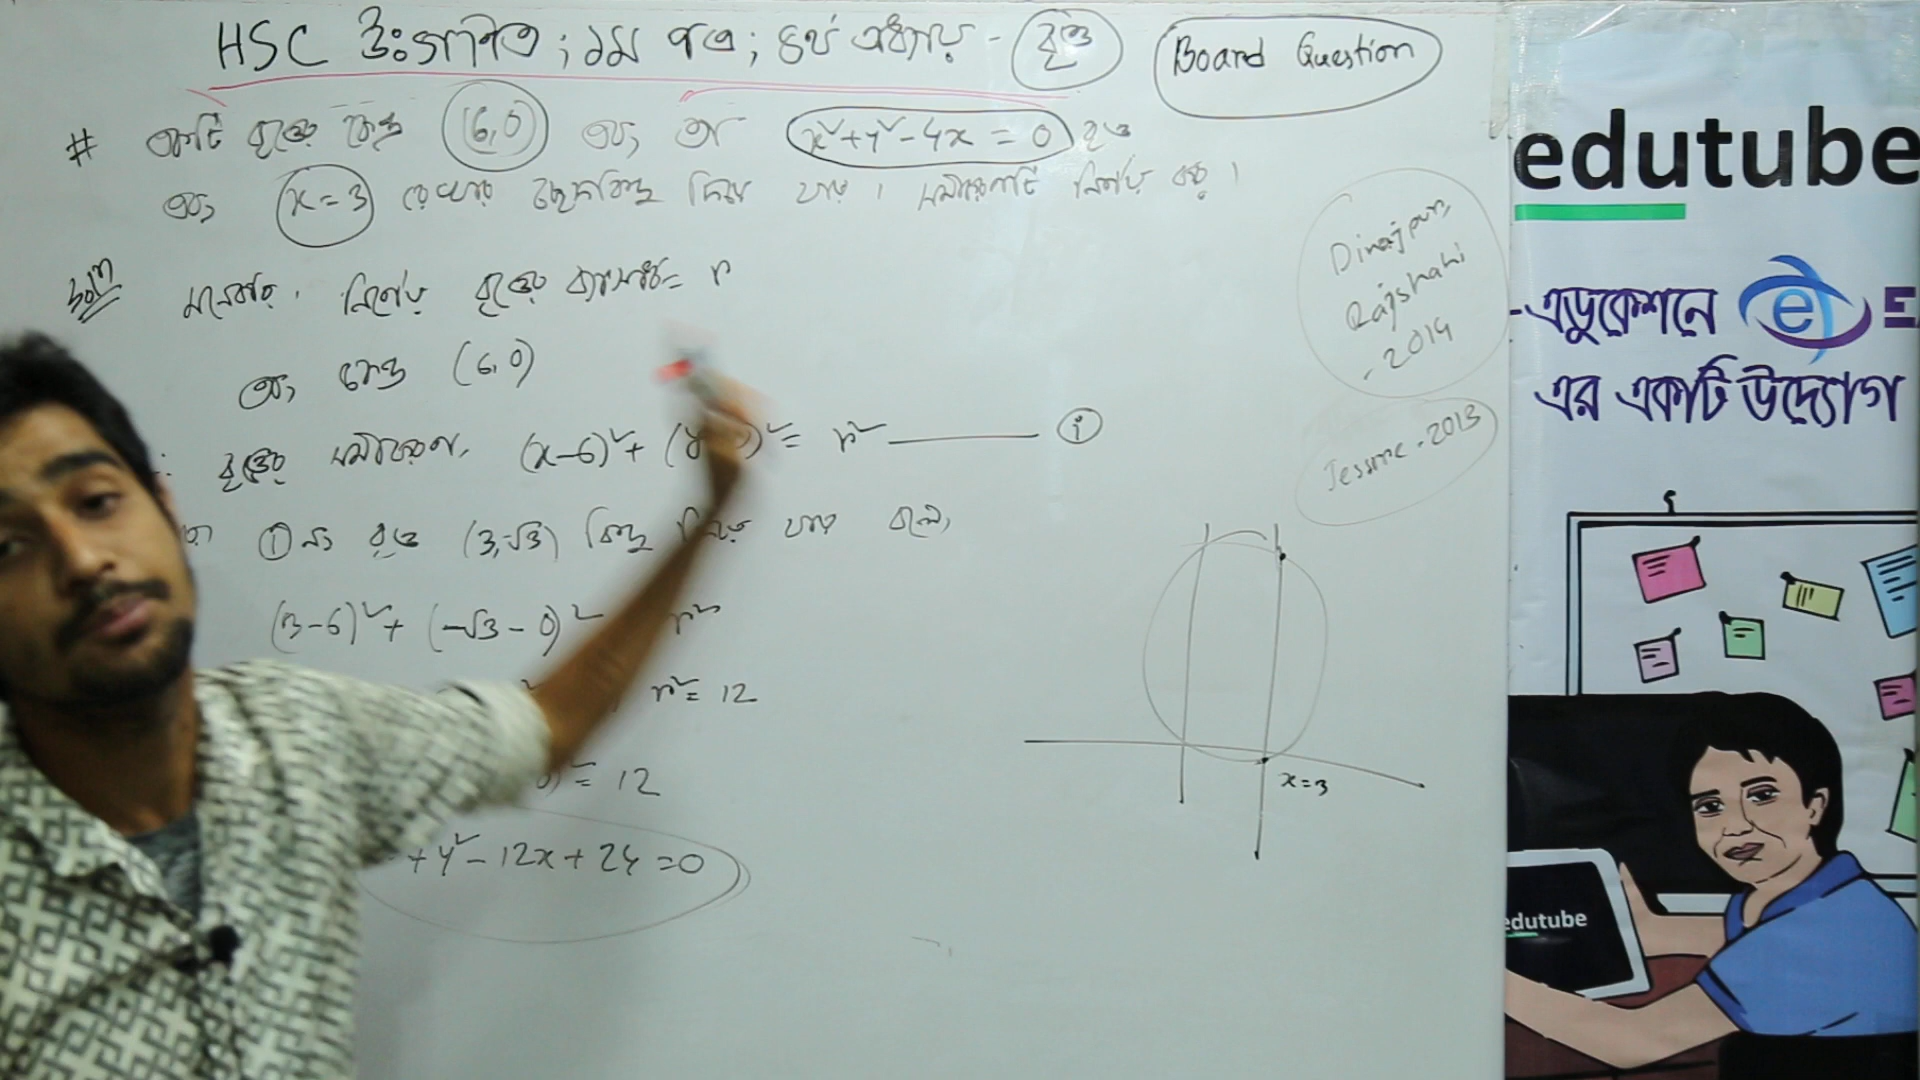 HSC উঃগণিত ; ১ম পত্র ; ৪র্থ অধ্যায় - বৃত্ত
Board Question
# একটি বৃত্তের কেন্দ্র (6,0) এবং তা x²+y²-4x = 0 বৃত্ত
এবং x=3 রেখার ছেদবিন্দু দিয়ে যায় । সমীকরণটি নির্ণয় কর ।
Dinajpur,
Rajshahi
- 2014
Jessore - 2013
Soln মনেকরি, নির্ণেয় বৃত্তের ব্যাসার্ধ = r
এবং কেন্দ্র (6,0)
∴ বৃত্তের সমীকরণ, (x-6)²+ ( )² = r² i
i নং বৃত্ত (3,-√3) বিন্দু দিয়ে যায় বলে,
(3-6)²+ (-√3-0)² r²
r² = 12
= 12
+ y² - 12x + 24 = 0
x=3
edutube
-এডুকেশনে e E
এর একটি উদ্যোগ
edutube